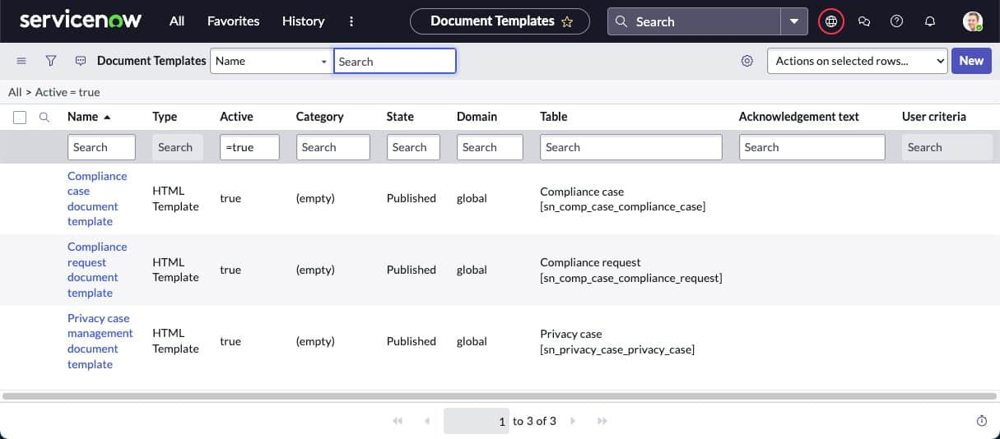 servicenow All Favorites History Document Templates Search
Document Templates Name Search Actions on selected rows... New
All > Active = true
Name Type Active Category State Domain Table Acknowledgement text User criteria
Search Search =true Search Search Search Search Search Search
Compliance
case
document
template
HTML
Template
true
(empty)
Published
global
Compliance case
[sn_comp_case_compliance_case]
Compliance
request
document
template
HTML
Template
true
(empty)
Published
global
Compliance request
[sn_comp_case_compliance_request]
Privacy case
management
document
template
HTML
Template
true
(empty)
Published
global
Privacy case
[sn_privacy_case_privacy_case]
1 to 3 of 3